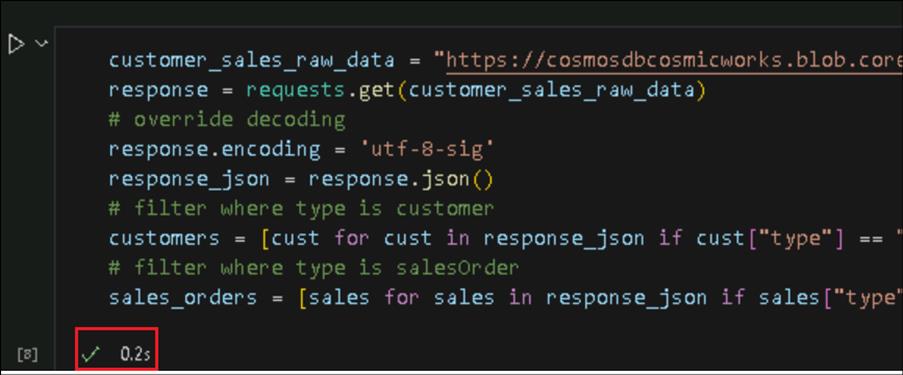 customer_sales_raw_data = "https://cosmosdbcosmicworks.blob.core
response = requests.get(customer_sales_raw_data)
# override decoding
response.encoding = 'utf-8-sig'
response_json = response.json()
# filter where type is customer
customers = [cust for cust in response_json if cust["type"] == "
# filter where type is salesOrder
sales_orders = [sales for sales in response_json if sales["type"
[8] ✓ 0.2s